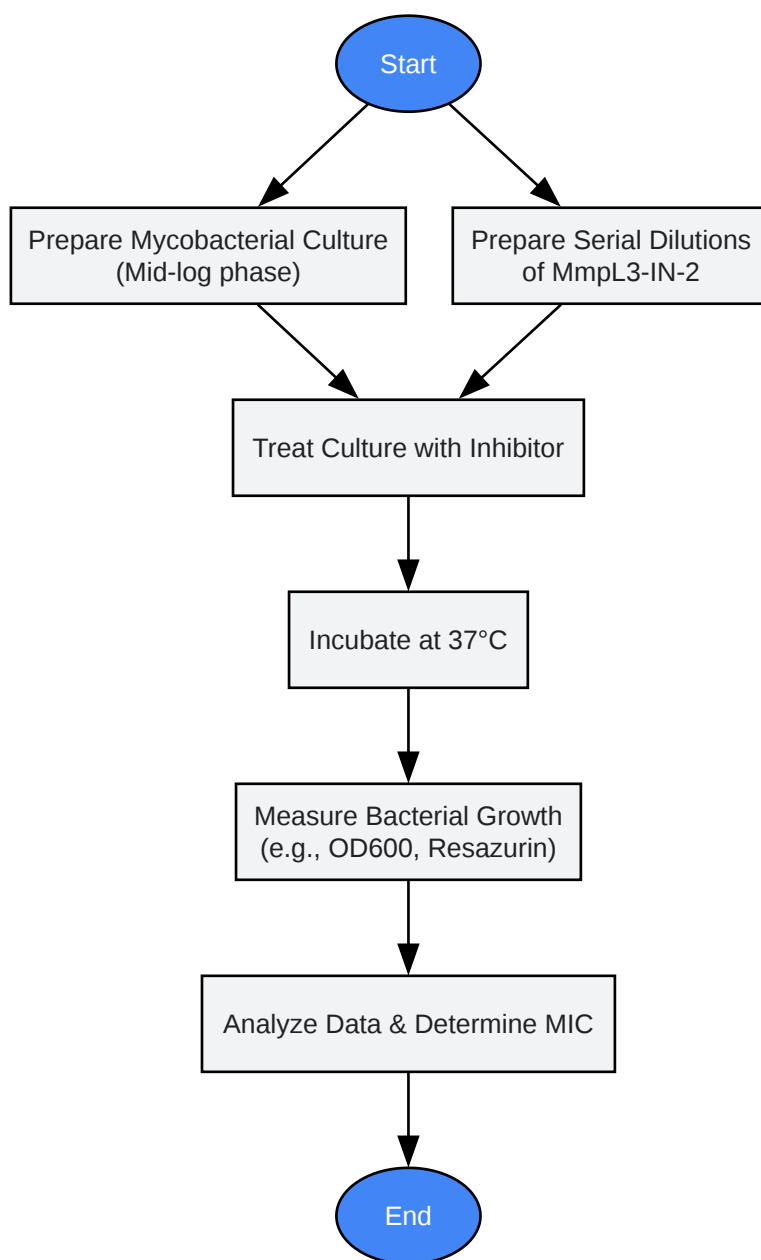 Start
Prepare Mycobacterial Culture
(Mid-log phase)
Prepare Serial Dilutions
of MmpL3-IN-2
Treat Culture with Inhibitor
Incubate at 37°C
Measure Bacterial Growth
(e.g., OD600, Resazurin)
Analyze Data & Determine MIC
End